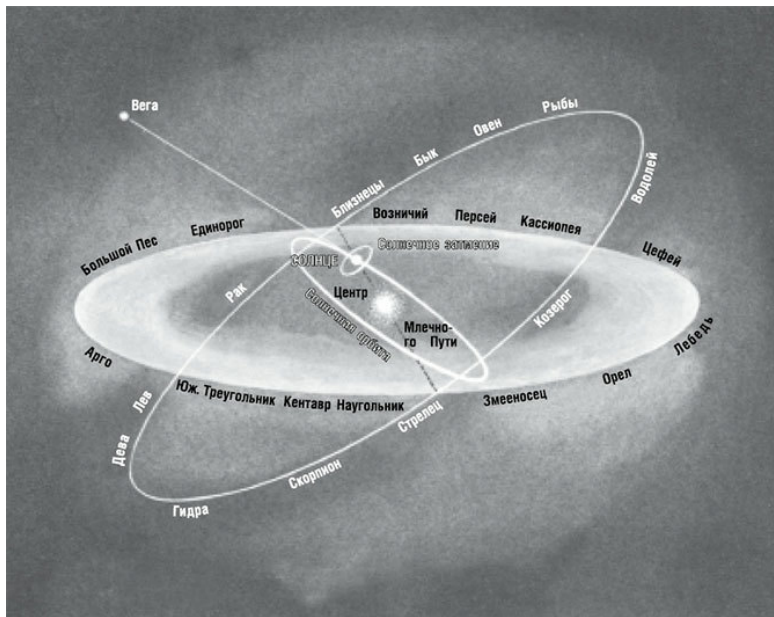 Вега
Рыбы
Овен
Бык
Водолей
Близнецы
Возничий
Персей
Кассиопея
Единорог
Большой Пес
Цефей
Солнечное затмение
СОЛНЦЕ
Рак
Центр
Солнечная орбита
Млечно-
го Пути
Козерог
Лебедь
Арго
Лев
Юж. Треугольник
Кентавр
Наугольник
Змееносец
Орел
Стрелец
Дева
Скорпион
Гидра